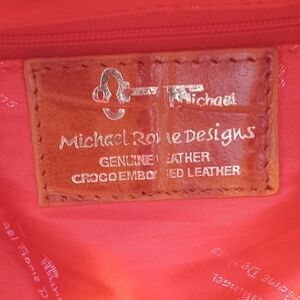 Michael
Michael Rome Designs
GENUINE LEATHER
CROCO EMBOSSED LEATHER